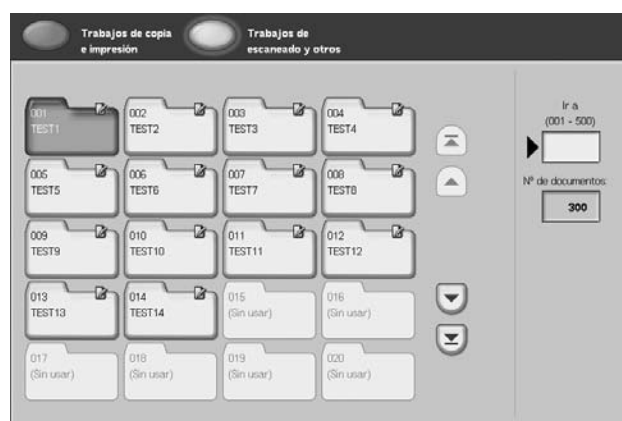 Trabajos de copia
e impresión
Trabajos de
escaneado y otros
001
TEST1
002
TEST2
003
TEST3
004
TEST4
005
TEST5
006
TEST6
007
TEST7
008
TEST8
009
TEST9
010
TEST10
011
TEST11
012
TEST12
013
TEST13
014
TEST14
015
(Sin usar)
016
(Sin usar)
017
(Sin usar)
018
(Sin usar)
019
(Sin usar)
020
(Sin usar)
Ir a
(001 - 500)
Nº de documentos:
300